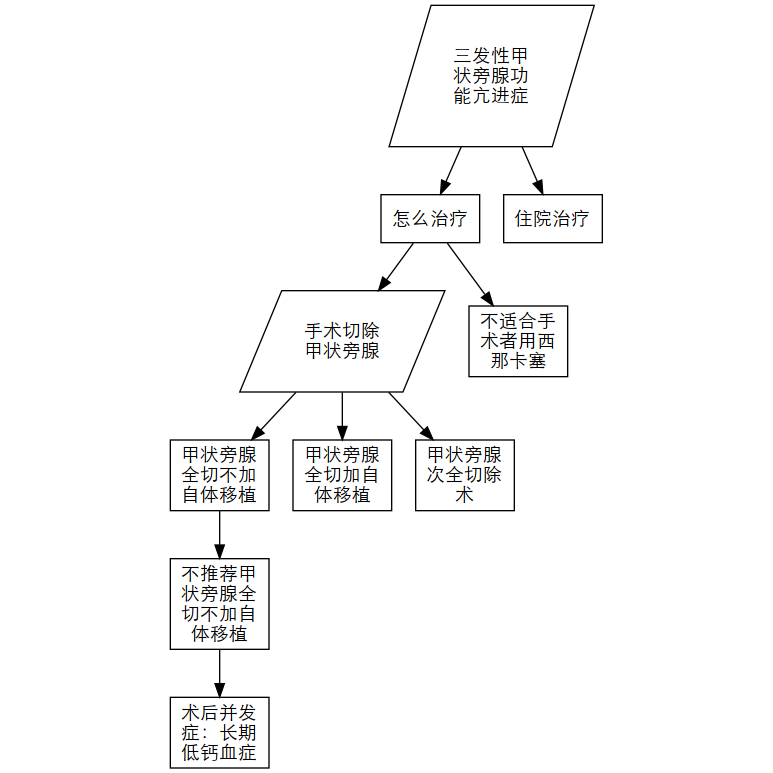 三发性甲
状旁腺功
能亢进症
怎么治疗
住院治疗
手术切除
甲状旁腺
不适合手
术者用西
那卡塞
甲状旁腺
全切不加
自体移植
甲状旁腺
全切加自
体移植
甲状旁腺
次全切除
术
不推荐甲
状旁腺全
切不加自
体移植
术后并发
症：长期
低钙血症